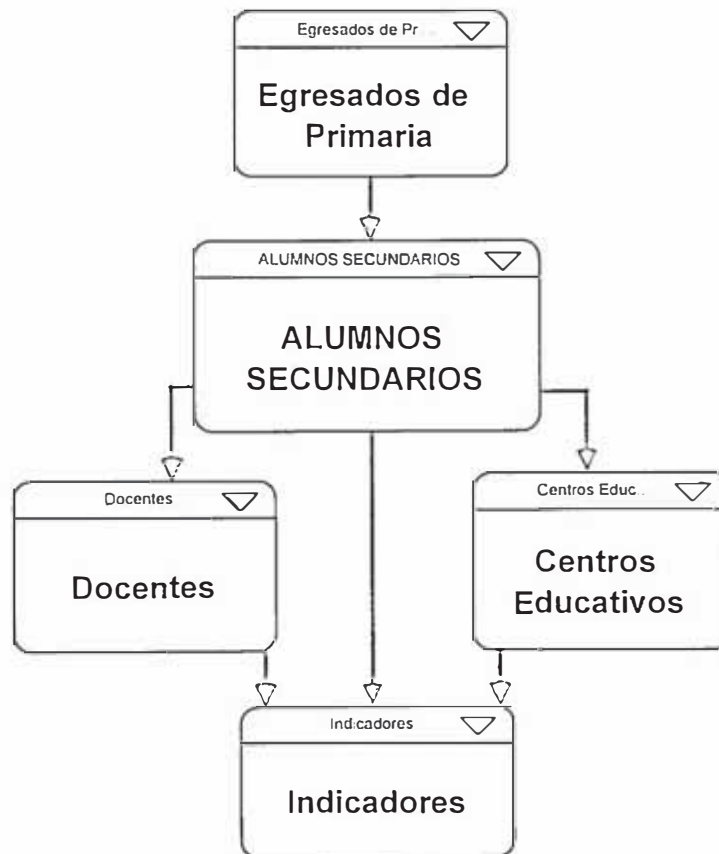 Egresados de Pr
Egresados de
Primaria
ALUMNOS SECUNDARIOS
ALUMNOS
SECUNDARIOS
Docentes
Docentes
Centros Educ..
Centros
Educativos
Indicadores
Indicadores